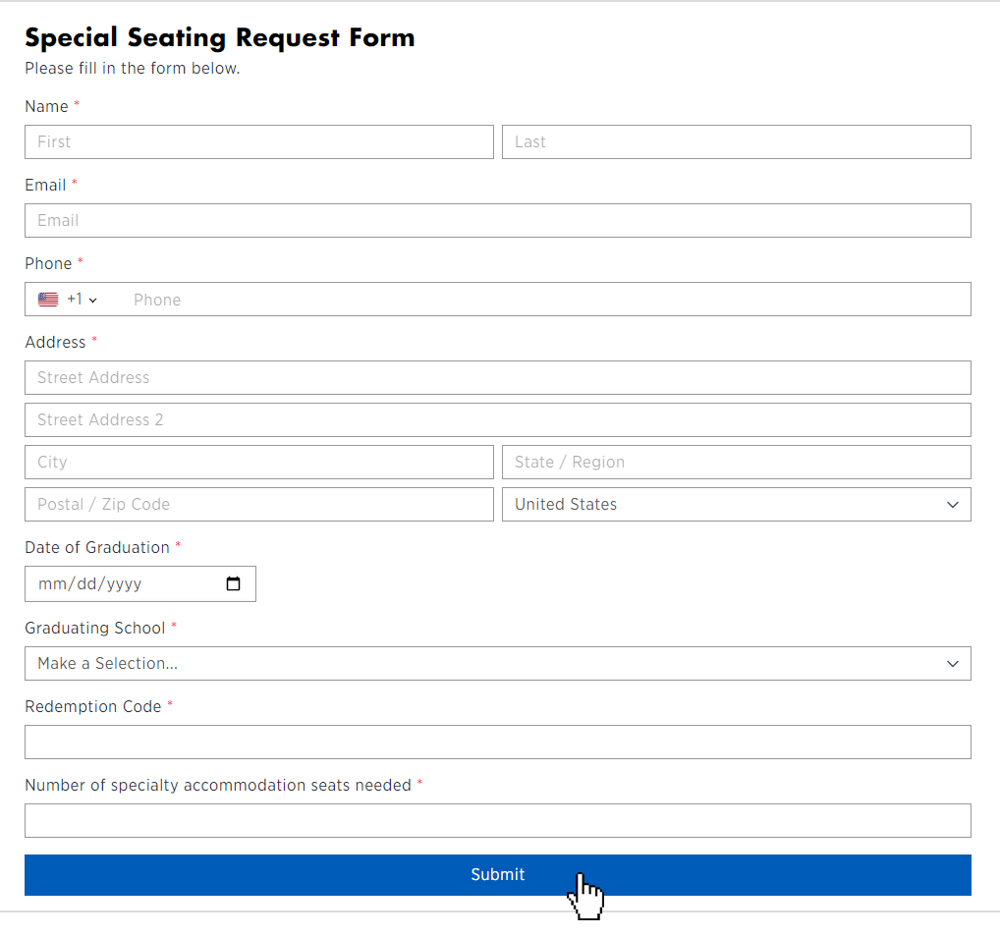 Special Seating Request Form
Please fill in the form below.
Name *
First Last
Email *
Email
Phone *
+1 Phone
Address *
Street Address
Street Address 2
City State / Region
Postal / Zip Code United States
Date of Graduation *
mm/dd/yyyy
Graduating School *
Make a Selection...
Redemption Code *
Number of specialty accommodation seats needed *
Submit